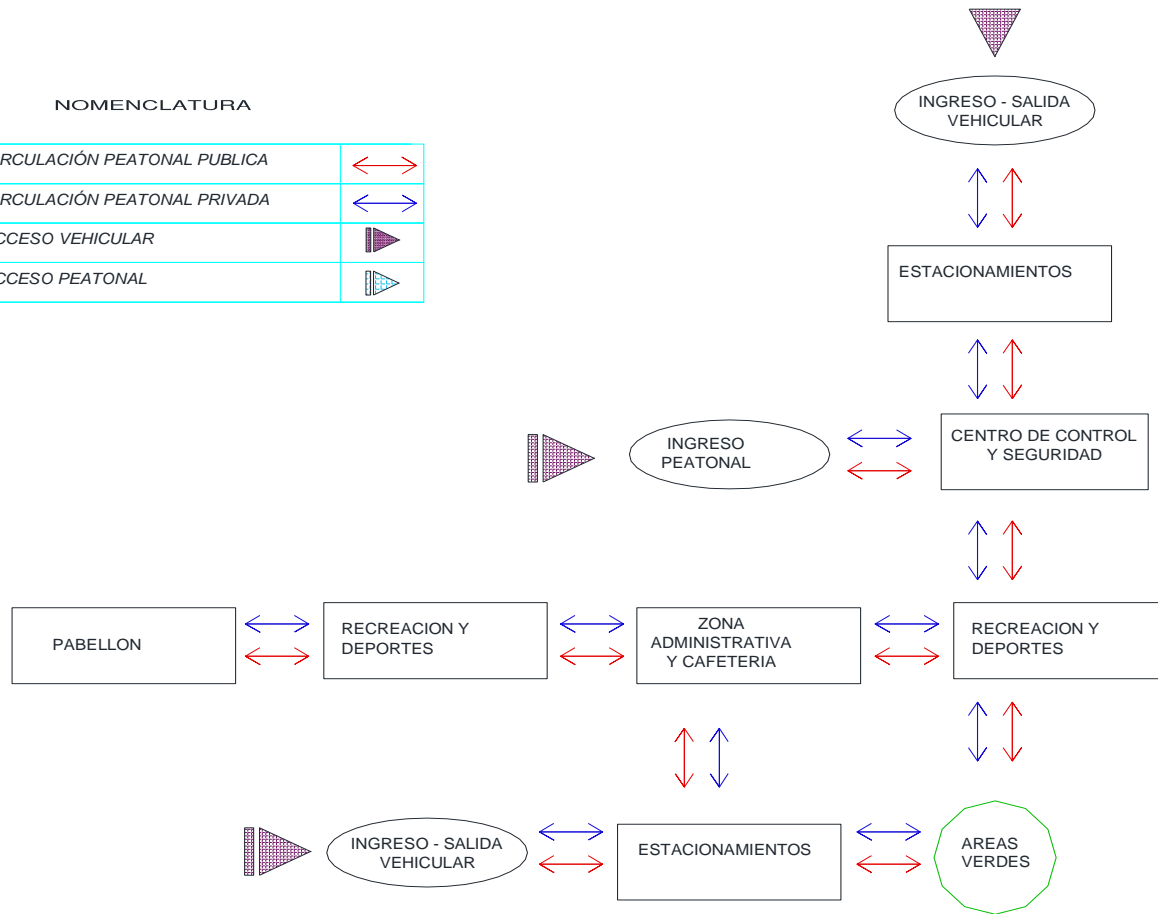 NOMENCLATURA
RCULACIÓN PEATONAL PUBLICA
RCULACIÓN PEATONAL PRIVADA
CCESO VEHICULAR
CCESO PEATONAL
INGRESO - SALIDA
VEHICULAR
ESTACIONAMIENTOS
CENTRO DE CONTROL
Y SEGURIDAD
INGRESO
PEATONAL
PABELLON
RECREACION Y
DEPORTES
ZONA
ADMINISTRATIVA
Y CAFETERIA
RECREACION Y
DEPORTES
INGRESO - SALIDA
VEHICULAR
ESTACIONAMIENTOS
AREAS
VERDES